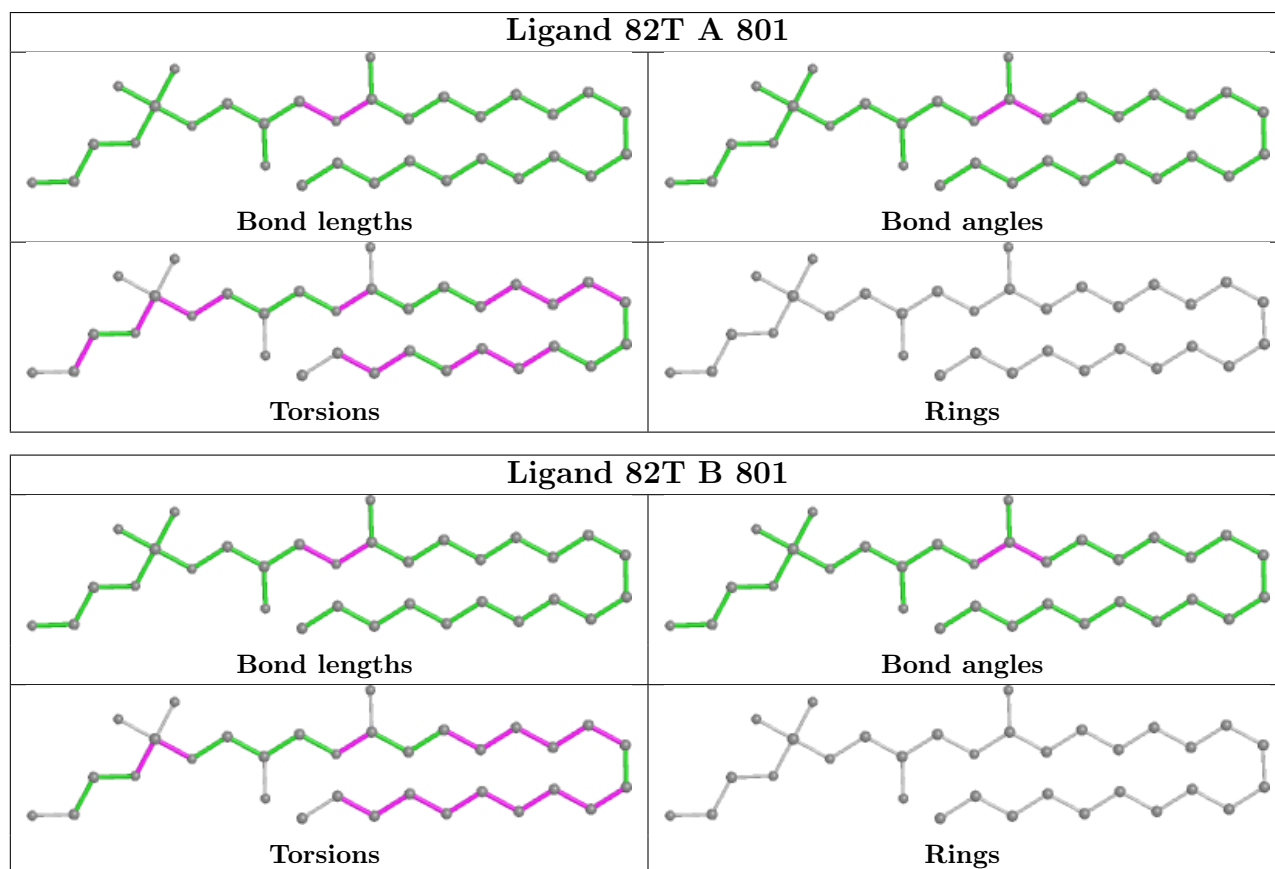 Ligand 82T A 801
Bond lengths
Bond angles
Torsions
Rings
Ligand 82T B 801
Bond lengths
Bond angles
Torsions
Rings